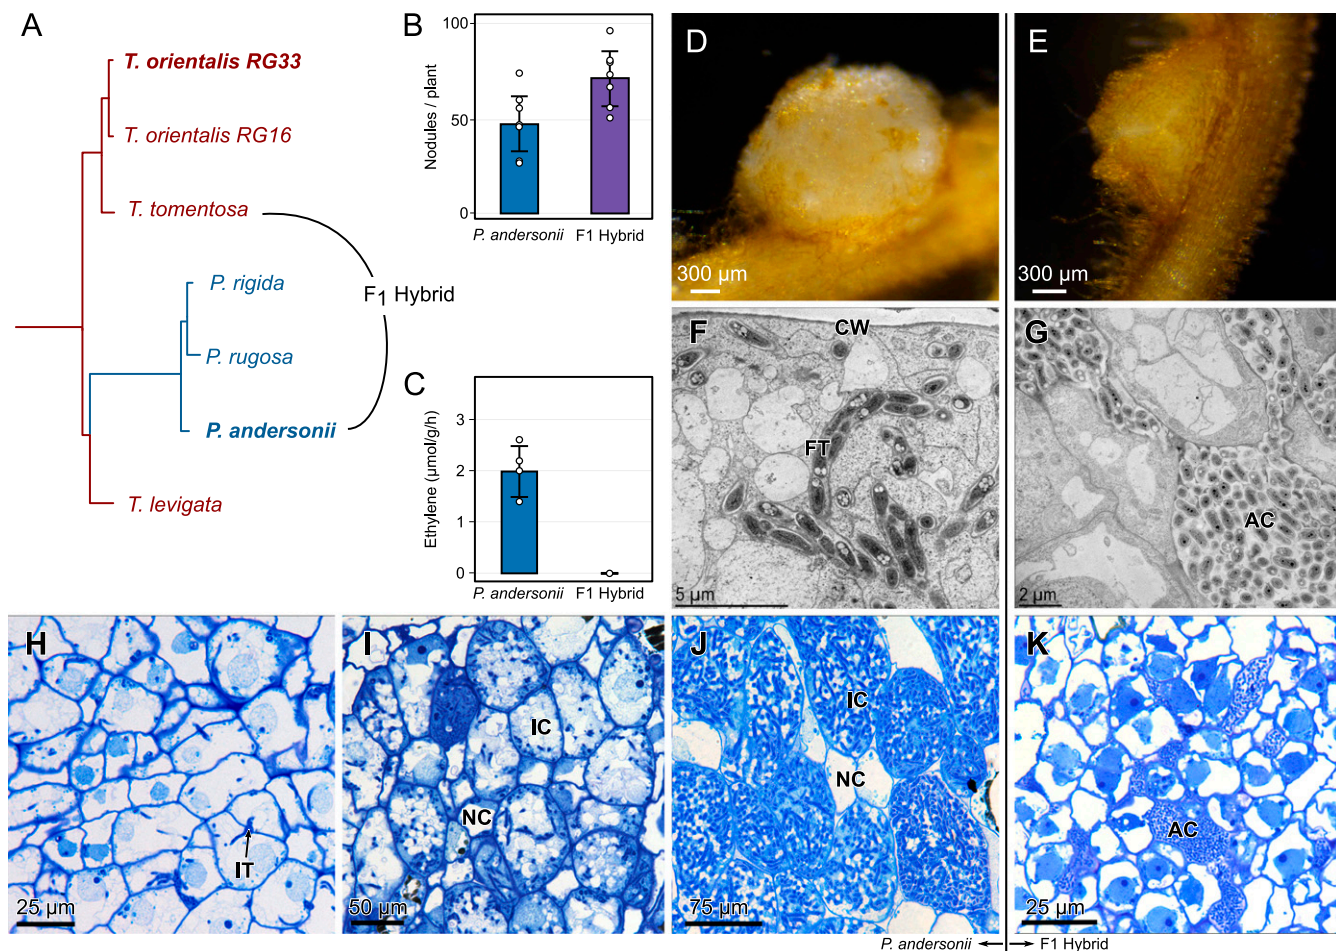 A
T. orientalis RG33
T. orientalis RG16
T. tomentosa
P. rigida
F1 Hybrid
P. rugosa
P. andersonii
T. levigata
B
Nodules / plant
100
50
0
P. andersonii
F1 Hybrid
C
Ethylene (µmol/g/h)
3
2
1
0
P. andersonii
F1 Hybrid
D
300 µm
E
300 µm
F
CW
FT
5 µm
G
AC
2 µm
H
IT
25 µm
I
IC
NC
50 µm
J
IC
NC
75 µm
K
AC
25 µm
P. andersonii ← → F1 Hybrid